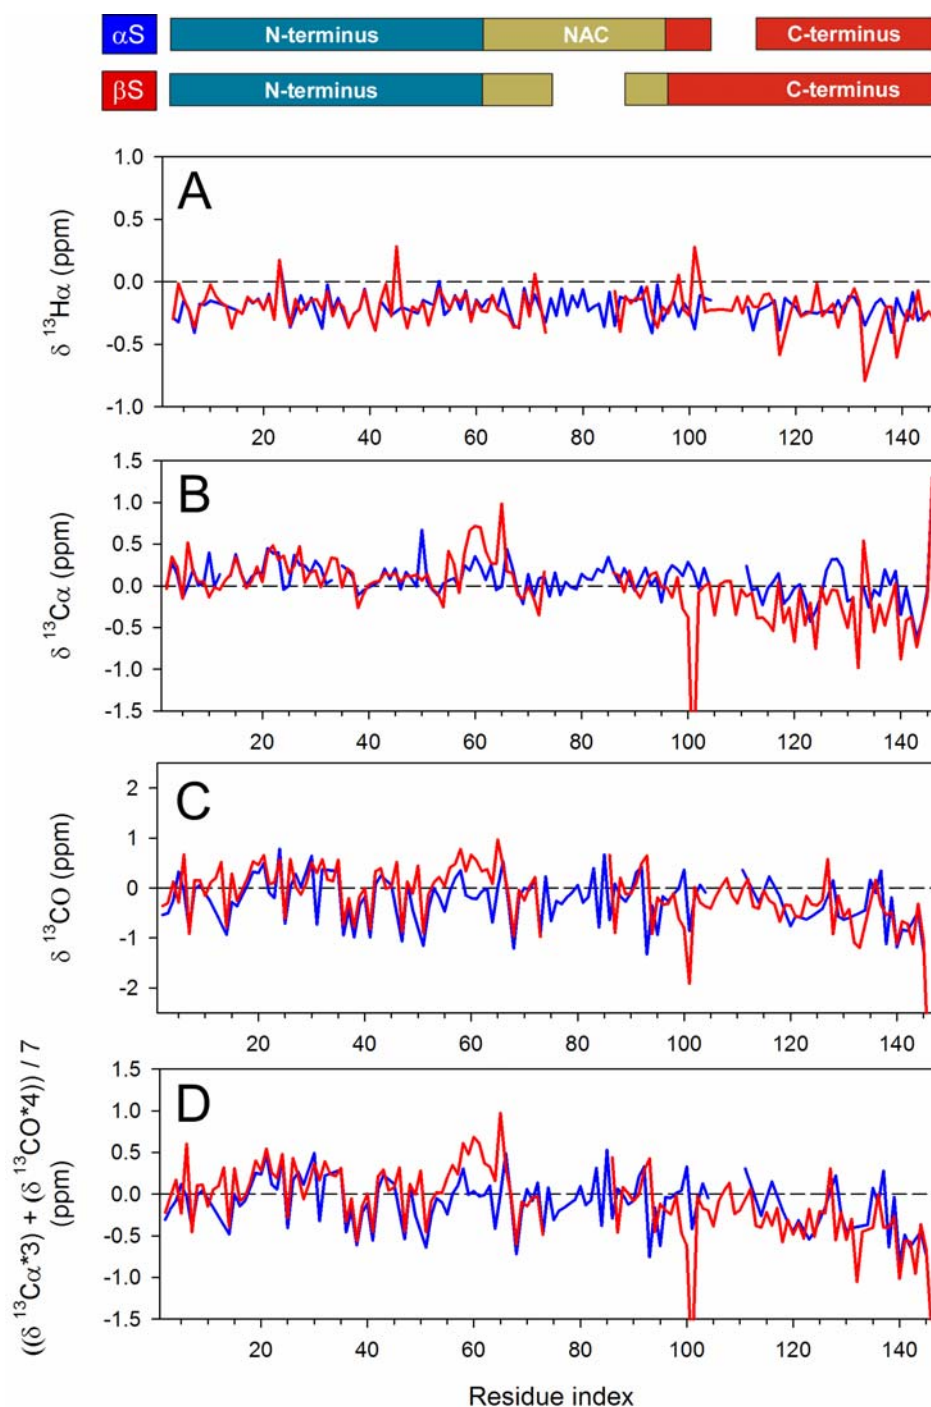 αS N-terminus NAC C-terminus
βS N-terminus C-terminus
A
δ ¹³Hα (ppm)
1.0
0.5
0.0
-0.5
-1.0
20 40 60 80 100 120 140
B
δ ¹³Cα (ppm)
1.5
1.0
0.5
0.0
-0.5
-1.0
-1.5
20 40 60 80 100 120 140
C
δ ¹³CO (ppm)
2
1
0
-1
-2
20 40 60 80 100 120 140
D
((δ ¹³Cα*3) + (δ ¹³CO*4)) / 7
(ppm)
1.5
1.0
0.5
0.0
-0.5
-1.0
-1.5
20 40 60 80 100 120 140
Residue index